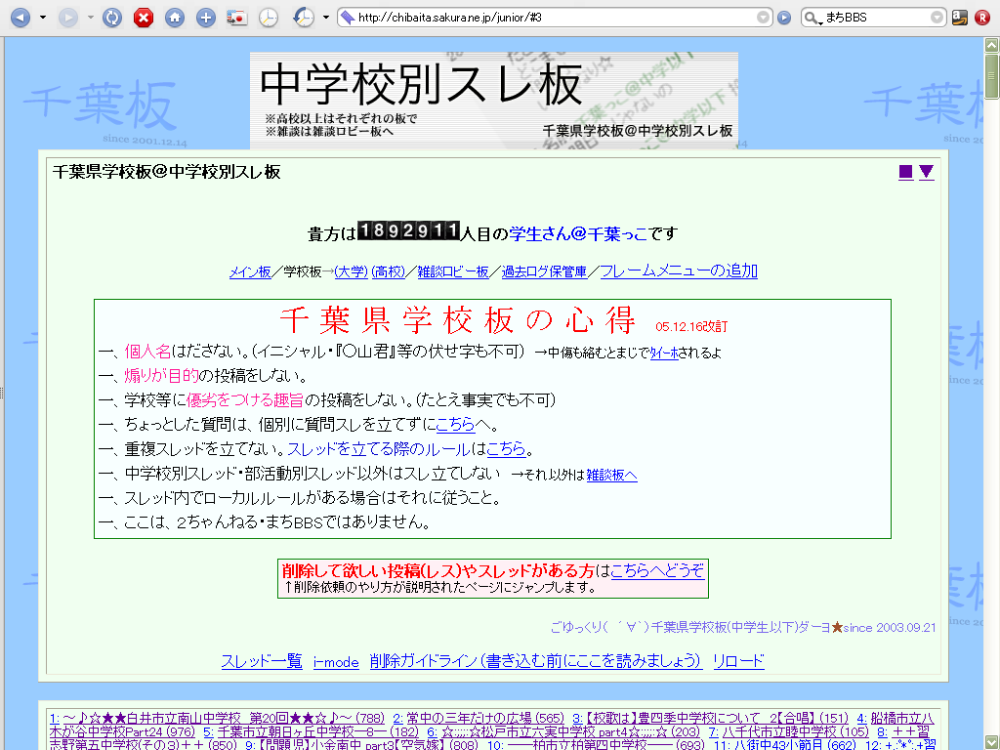 http://chibaita.sakura.ne.jp/junior/#3
まちBBS
千葉板
since 2001.12.14
中学校別スレ板
※高校以上はそれぞれの板で
※雑談は雑談ロビー板へ
千葉県学校板@中学校別スレ板
千葉県学校板@中学校別スレ板
■ ▼
貴方は1892911人目の学生さん@千葉っこです
メイン板／学校板→(大学) (高校)／雑談ロビー板／過去ログ保管庫／フレームメニューの追加
千葉県学校板の心得 05.12.16改訂
一、個人名はださない。（イニシャル・『〇山君』等の伏せ字も不可） →中傷も絡むとまじでﾀｲｰﾎされるよ
一、煽りが目的の投稿をしない。
一、学校等に優劣をつける趣旨の投稿をしない。（たとえ事実でも不可）
一、ちょっとした質問は、個別に質問スレを立てずにこちらへ。
一、重複スレッドを立てない。スレッドを立てる際のルールはこちら。
一、中学校別スレッド・部活動別スレッド以外はスレ立てしない →それ以外は雑談板へ
一、スレッド内でローカルルールがある場合はそれに従うこと。
一、ここは、２ちゃんねる・まちBBSではありません。
削除して欲しい投稿(レス)やスレッドがある方はこちらへどうぞ
↑削除依頼のやり方が説明されたページにジャンプします。
ごゆっくり( ´∀`)千葉県学校板(中学生以下)ダーヨ★since 2003.09.21
スレッド一覧 i-mode 削除ガイドライン（書き込む前にここを読みましょう） リロード
1: ～♪☆★★白井市立南山中学校 第20回★★☆♪～ (788) 2: 常中の三年だけの広場 (565) 3: 【校歌は】豊四季中学校について 2【合唱】 (151) 4: 船橋市立八
木が谷中学校Part24 (976) 5: 千葉市立朝日ヶ丘中学校―8― (182) 6: ☆:;;;:☆松戸市立六実中学校 part4☆:;;;:☆ (203) 7: 八千代市立睦中学校 (105) 8: ＋＋習
志野第五中学校(その3)＋＋ (850) 9: 【問題児】小金南中 part3【空気嫁】 (808) 10: ――柏市立柏第四中学校―― (693) 11: 八街中43小節目 (662)